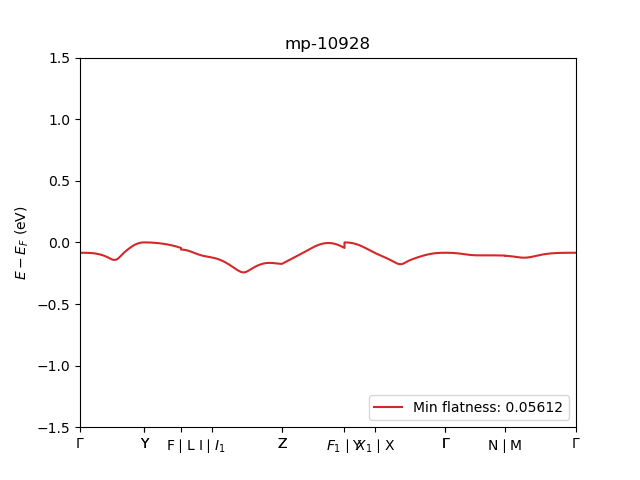 mp-10928
E − E_F (eV)
1.5
1.0
0.5
0.0
−0.5
−1.0
−1.5
Γ Y F | L I | I₁ Z F₁ | Y X₁ | X Γ N | M Γ
Min flatness: 0.05612